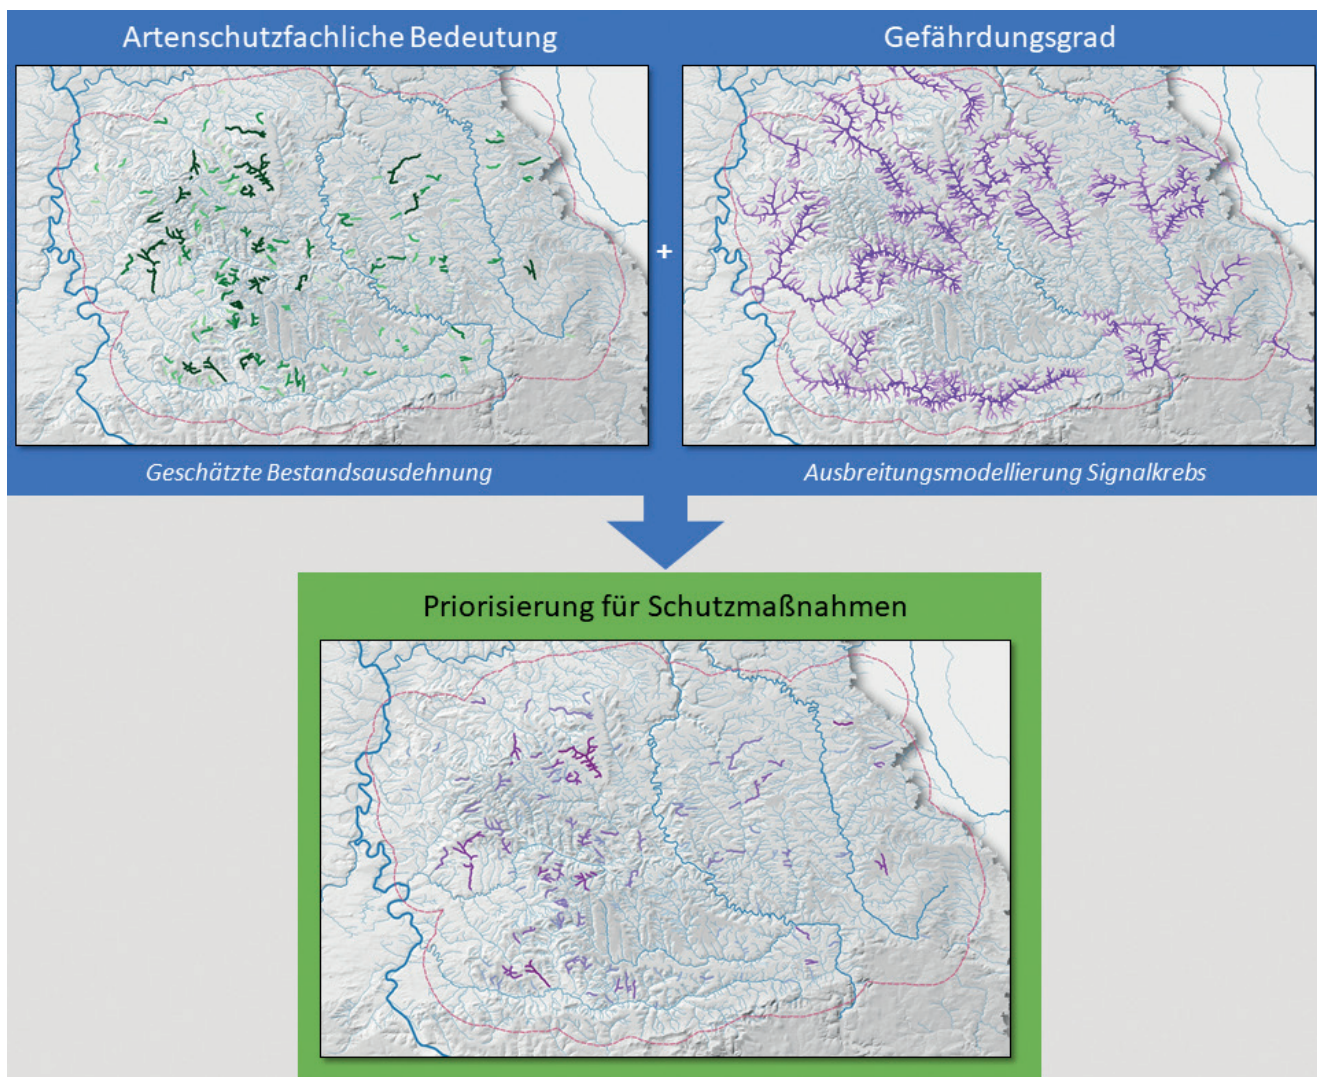 Artenschutzfachliche Bedeutung
Gefährdungsgrad
+
Geschätzte Bestandsausdehnung
Ausbreitungsmodellierung Signalkrebs
Priorisierung für Schutzmaßnahmen